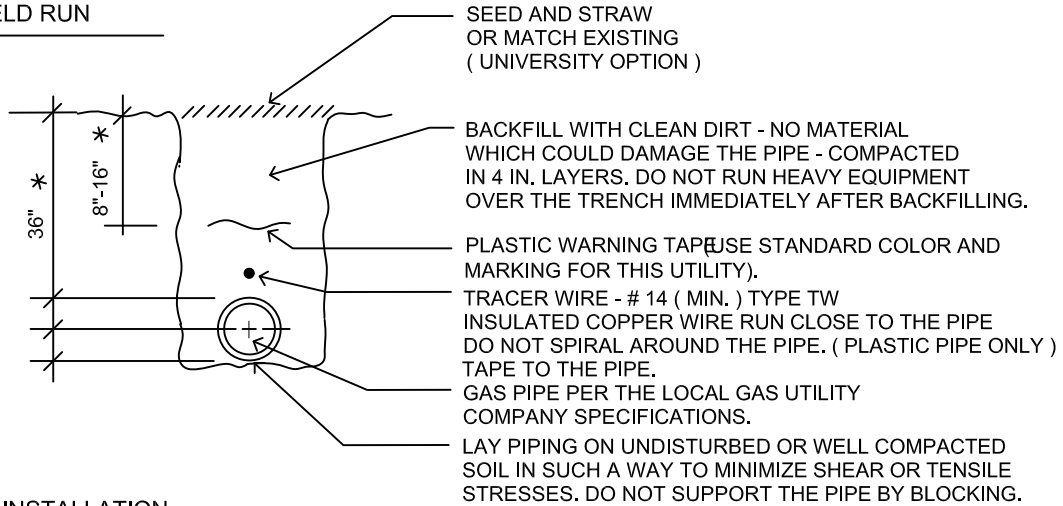 ELD RUN
SEED AND STRAW
OR MATCH EXISTING
( UNIVERSITY OPTION )
BACKFILL WITH CLEAN DIRT - NO MATERIAL
WHICH COULD DAMAGE THE PIPE - COMPACTED
IN 4 IN. LAYERS. DO NOT RUN HEAVY EQUIPMENT
OVER THE TRENCH IMMEDIATELY AFTER BACKFILLING.
36" *
8"-16" *
PLASTIC WARNING TAPE(USE STANDARD COLOR AND
MARKING FOR THIS UTILITY).
TRACER WIRE - # 14 ( MIN. ) TYPE TW
INSULATED COPPER WIRE RUN CLOSE TO THE PIPE
DO NOT SPIRAL AROUND THE PIPE. ( PLASTIC PIPE ONLY )
TAPE TO THE PIPE.
GAS PIPE PER THE LOCAL GAS UTILITY
COMPANY SPECIFICATIONS.
LAY PIPING ON UNDISTURBED OR WELL COMPACTED
SOIL IN SUCH A WAY TO MINIMIZE SHEAR OR TENSILE
STRESSES. DO NOT SUPPORT THE PIPE BY BLOCKING.
INSTALLATION